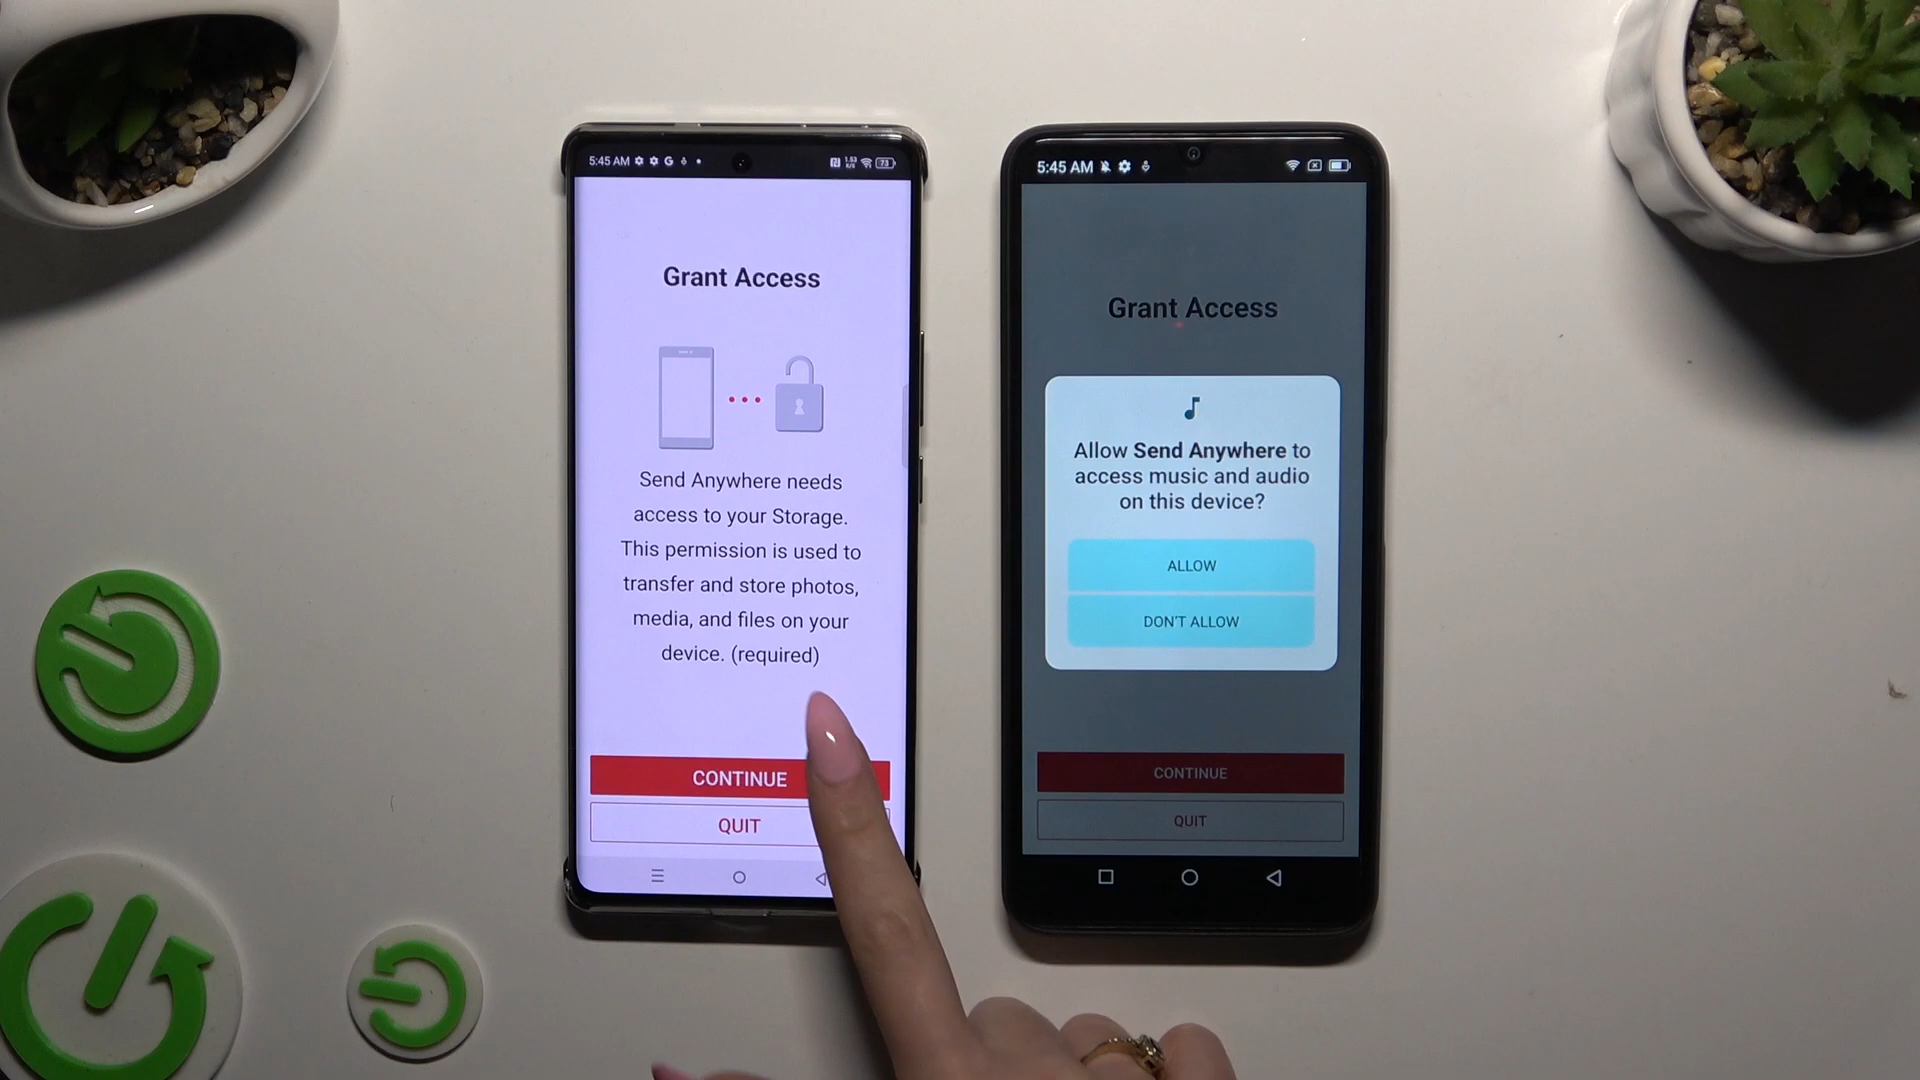 5:45 AM
73
Grant Access
Send Anywhere needs
access to your Storage.
This permission is used to
transfer and store photos,
media, and files on your
device. (required)
CONTINUE
QUIT
5:45 AM
Grant Access
Allow Send Anywhere to
access music and audio
on this device?
ALLOW
DON'T ALLOW
CONTINUE
QUIT